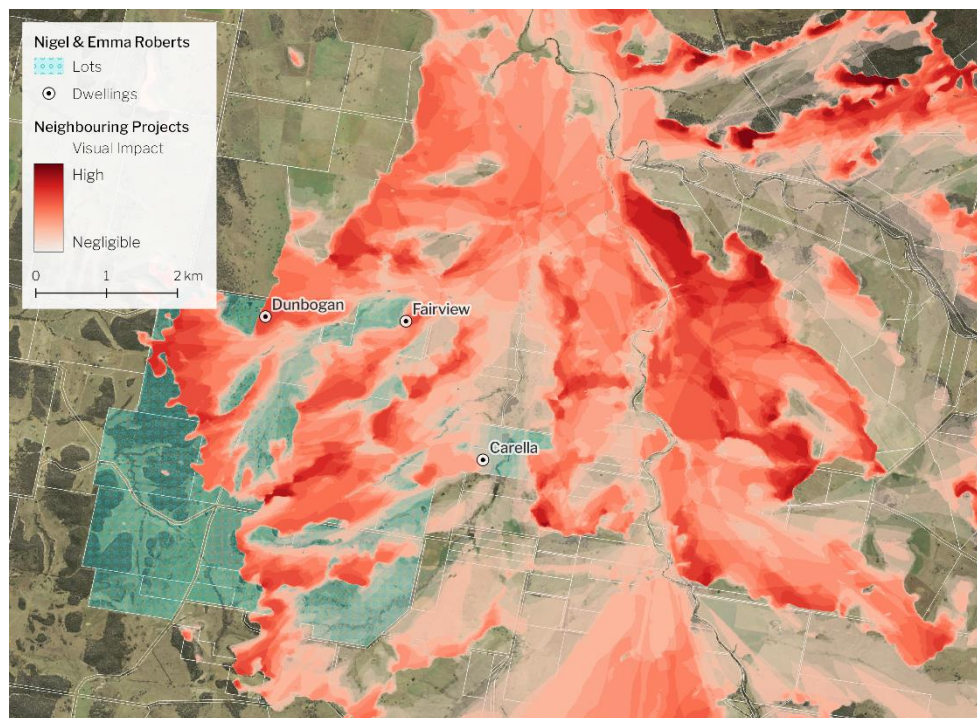 Nigel & Emma Roberts
Lots
Dwellings
Neighbouring Projects
Visual Impact
High
Negligible
0 1 2 km
Dunbogan
Fairview
Carella